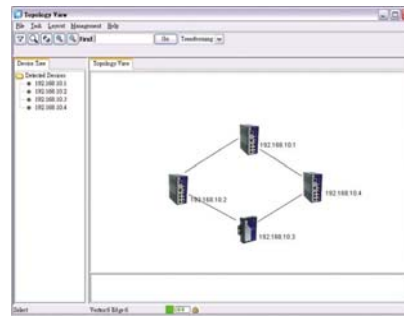 Topology View
File Task Layout Management Help
Find Go Transforming
Device Tree
Topology View
Detected Devices
192.168.10.1
192.168.10.2
192.168.10.3
192.168.10.4
192.168.10.1
192.168.10.2
192.168.10.4
192.168.10.3
Select